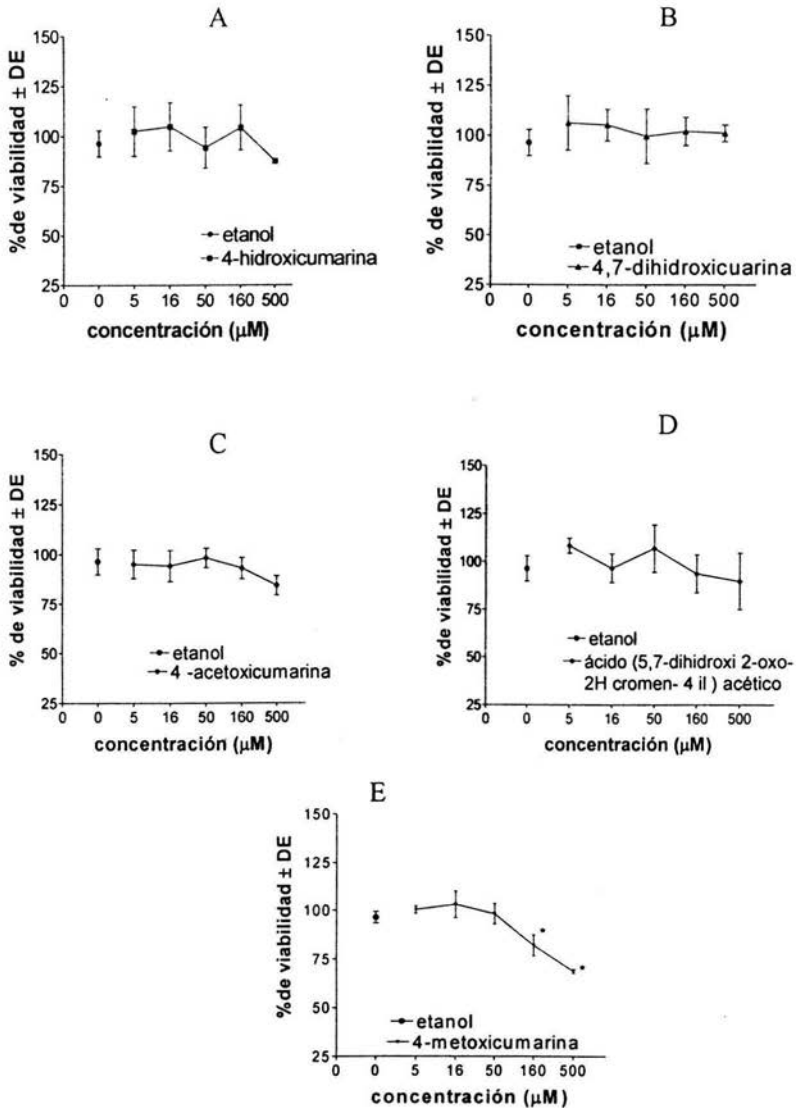 A
% de viabilidad ± DE
150
125
100
75
50
25
etanol
4-hidroxicumarina
0 0 5 16 50 160 500
concentración (µM)
B
% de viabilidad ± DE
150
125
100
75
50
25
etanol
4,7-dihidroxicuarina
0 0 5 16 50 160 500
concentración (µM)
C
% de viabilidad ± DE
150
125
100
75
50
25
etanol
4 -acetoxicumarina
0 0 5 16 50 160 500
concentración (µM)
D
% de viabilidad ± DE
150
125
100
75
50
25
etanol
ácido (5,7-dihidroxi 2-oxo-
2H cromen- 4 il ) acético
0 0 5 16 50 160 500
concentración (µM)
E
% de viabilidad ± DE
150
125
100
75
50
25
* 
*
etanol
4-metoxicumarina
0 0 5 16 50 160 500
concentración (µM)